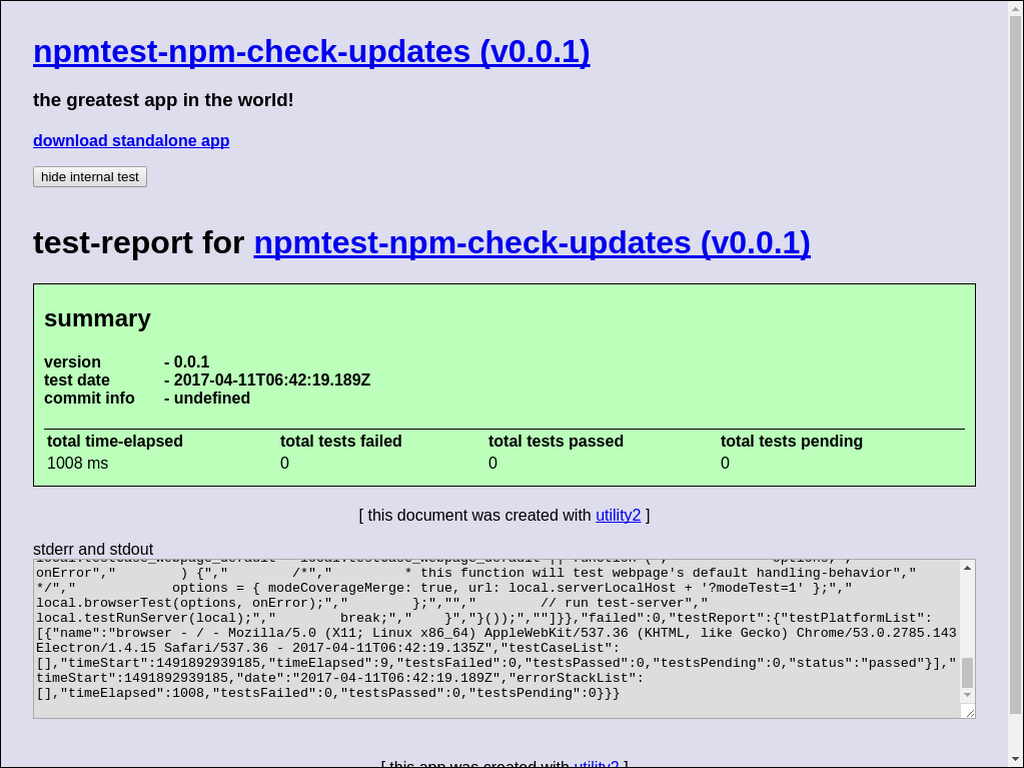 npmtest-npm-check-updates (v0.0.1)
the greatest app in the world!
download standalone app
hide internal test
test-report for npmtest-npm-check-updates (v0.0.1)
summary
version - 0.0.1
test date - 2017-04-11T06:42:19.189Z
commit info - undefined
total time-elapsed total tests failed total tests passed total tests pending
1008 ms 0 0 0
[ this document was created with utility2 ]
stderr and stdout
local.testCase_webpage_default = local.testCase_webpage_default || function (","            options,","
onError","        ) {","        /*","         * this function will test webpage's default handling-behavior","
*/","            options = { modeCoverageMerge: true, url: local.serverLocalHost + '?modeTest=1' };","
local.browserTest(options, onError);","        };","","        // run test-server","
local.testRunServer(local);","        break;","    }","}());",""]}},"failed":0,"testReport":{"testPlatformList":
[{"name":"browser - / - Mozilla/5.0 (X11; Linux x86_64) AppleWebKit/537.36 (KHTML, like Gecko) Chrome/53.0.2785.143
Electron/1.4.15 Safari/537.36 - 2017-04-11T06:42:19.135Z","testCaseList":
[],"timeStart":1491892939185,"timeElapsed":9,"testsFailed":0,"testsPassed":0,"testsPending":0,"status":"passed"}],"
timeStart":1491892939185,"date":"2017-04-11T06:42:19.189Z","errorStackList":
[],"timeElapsed":1008,"testsFailed":0,"testsPassed":0,"testsPending":0}}}
[ this app was created with utility2 ]